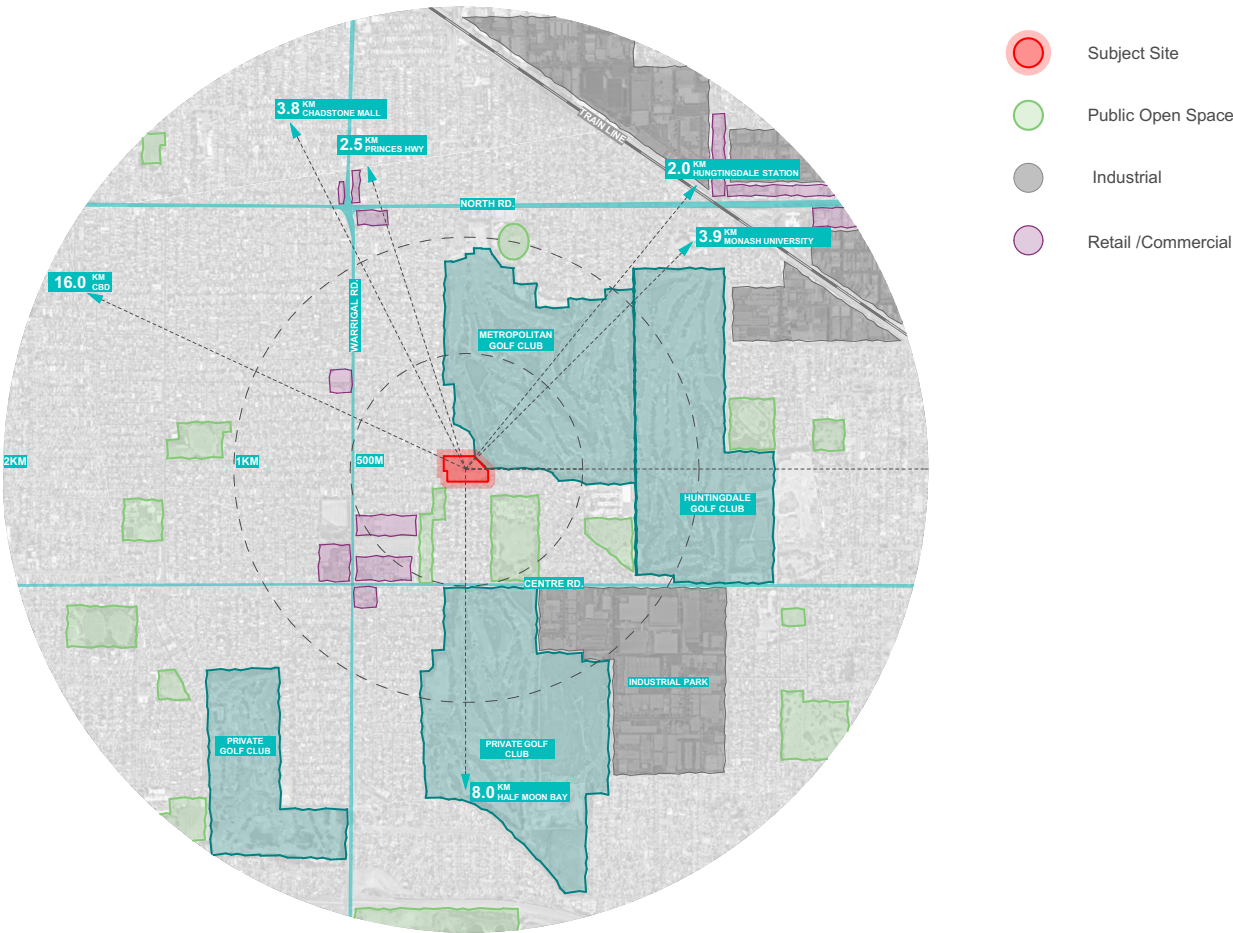 Subject Site
Public Open Space
Industrial
Retail /Commercial
3.8 KM
CHADSTONE MALL
2.5 KM
PRINCES HWY
TRAIN LINE
2.0 KM
HUNGTINGDALE STATION
NORTH RD.
3.9 KM
MONASH UNIVERSITY
16.0 KM
CBD
WARRIGAL RD.
METROPOLITAN
GOLF CLUB
2KM
1KM
500M
HUNTINGDALE
GOLF CLUB
CENTRE RD.
INDUSTRIAL PARK
PRIVATE
GOLF CLUB
PRIVATE GOLF
CLUB
8.0 KM
HALF MOON BAY